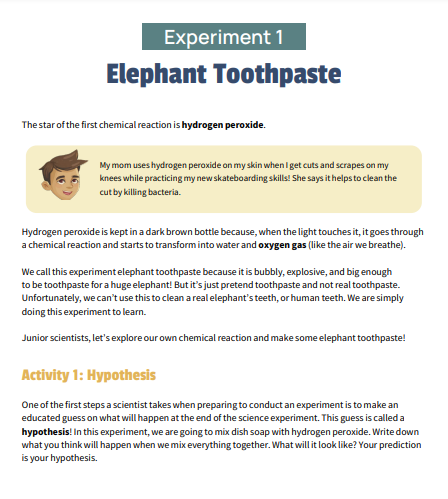 Experiment 1
Elephant Toothpaste
The star of the first chemical reaction is hydrogen peroxide.
My mom uses hydrogen peroxide on my skin when I get cuts and scrapes on my
knees while practicing my new skateboarding skills! She says it helps to clean the
cut by killing bacteria.
Hydrogen peroxide is kept in a dark brown bottle because, when the light touches it, it goes through
a chemical reaction and starts to transform into water and oxygen gas (like the air we breathe).
We call this experiment elephant toothpaste because it is bubbly, explosive, and big enough
to be toothpaste for a huge elephant! But it's just pretend toothpaste and not real toothpaste.
Unfortunately, we can't use this to clean a real elephant's teeth, or human teeth. We are simply
doing this experiment to learn.
Junior scientists, let's explore our own chemical reaction and make some elephant toothpaste!
Activity 1: Hypothesis
One of the first steps a scientist takes when preparing to conduct an experiment is to make an
educated guess on what will happen at the end of the science experiment. This guess is called a
hypothesis! In this experiment, we are going to mix dish soap with hydrogen peroxide. Write down
what you think will happen when we mix everything together. What will it look like? Your prediction
is your hypothesis.